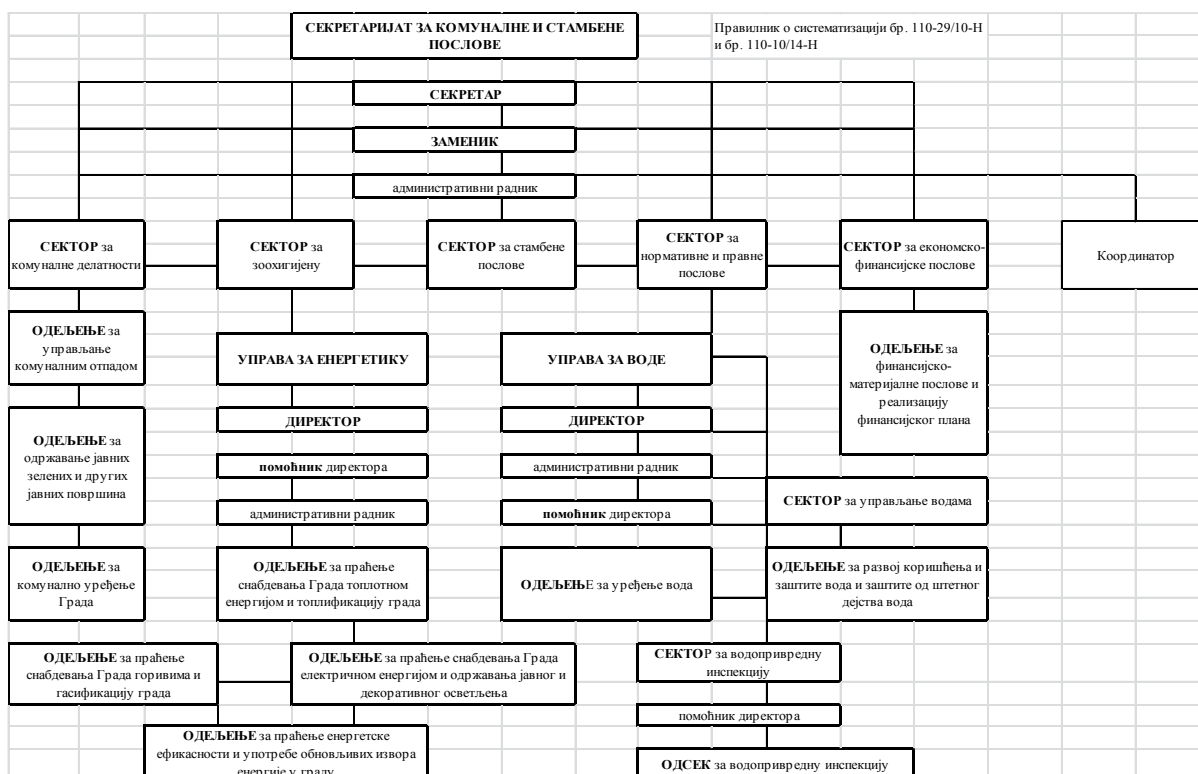 СЕКРЕТАРИЈАТ ЗА КОМУНАЛНЕ И СТАМБЕНЕ
ПОСЛОВЕ
Правилник о систематизацији бр. 110-29/10-Н
и бр. 110-10/14-Н
СЕКРЕТАР
ЗАМЕНИК
административни радник
СЕКТОР за
комуналне делатности
СЕКТОР за
зоохигијену
СЕКТОР за стамбене
послове
СЕКТОР за
нормативне и правне
послове
СЕКТОР за економско-
финансијске послове
Координатор
ОДЕЉЕЊЕ за
управљање
комуналним отпадом
УПРАВА ЗА ЕНЕРГЕТИКУ
УПРАВА ЗА ВОДЕ
ОДЕЉЕЊЕ за
финансијско-
материјалне послове и
реализацију
финансијског плана
ДИРЕКТОР
ДИРЕКТОР
ОДЕЉЕЊЕ за
одржавање јавних
зелених и других
јавних површина
помоћник директора
административни радник
административни радник
помоћник директора
СЕКТОР за управљање водама
ОДЕЉЕЊЕ за
комунално уређење
Града
ОДЕЉЕЊЕ за праћење
снабдевања Града топлотном
енергијом и топлификацију града
ОДЕЉЕЊЕ за уређење вода
ОДЕЉЕЊЕ за развој коришћења и
заштите вода и заштите од штетног
дејства вода
ОДЕЉЕЊЕ за праћење
снабдевања Града горивима и
гасификацију града
ОДЕЉЕЊЕ за праћење снабдевања Града
електричном енергијом и одржавања јавног и
декоративног осветљења
СЕКТОР за водопривредну
инспекцију
помоћник директора
ОДЕЉЕЊЕ за праћење енергетске
ефикасности и употребе обновљивих извора
енергије у граду
ОДСЕК за водопривредну инспекцију